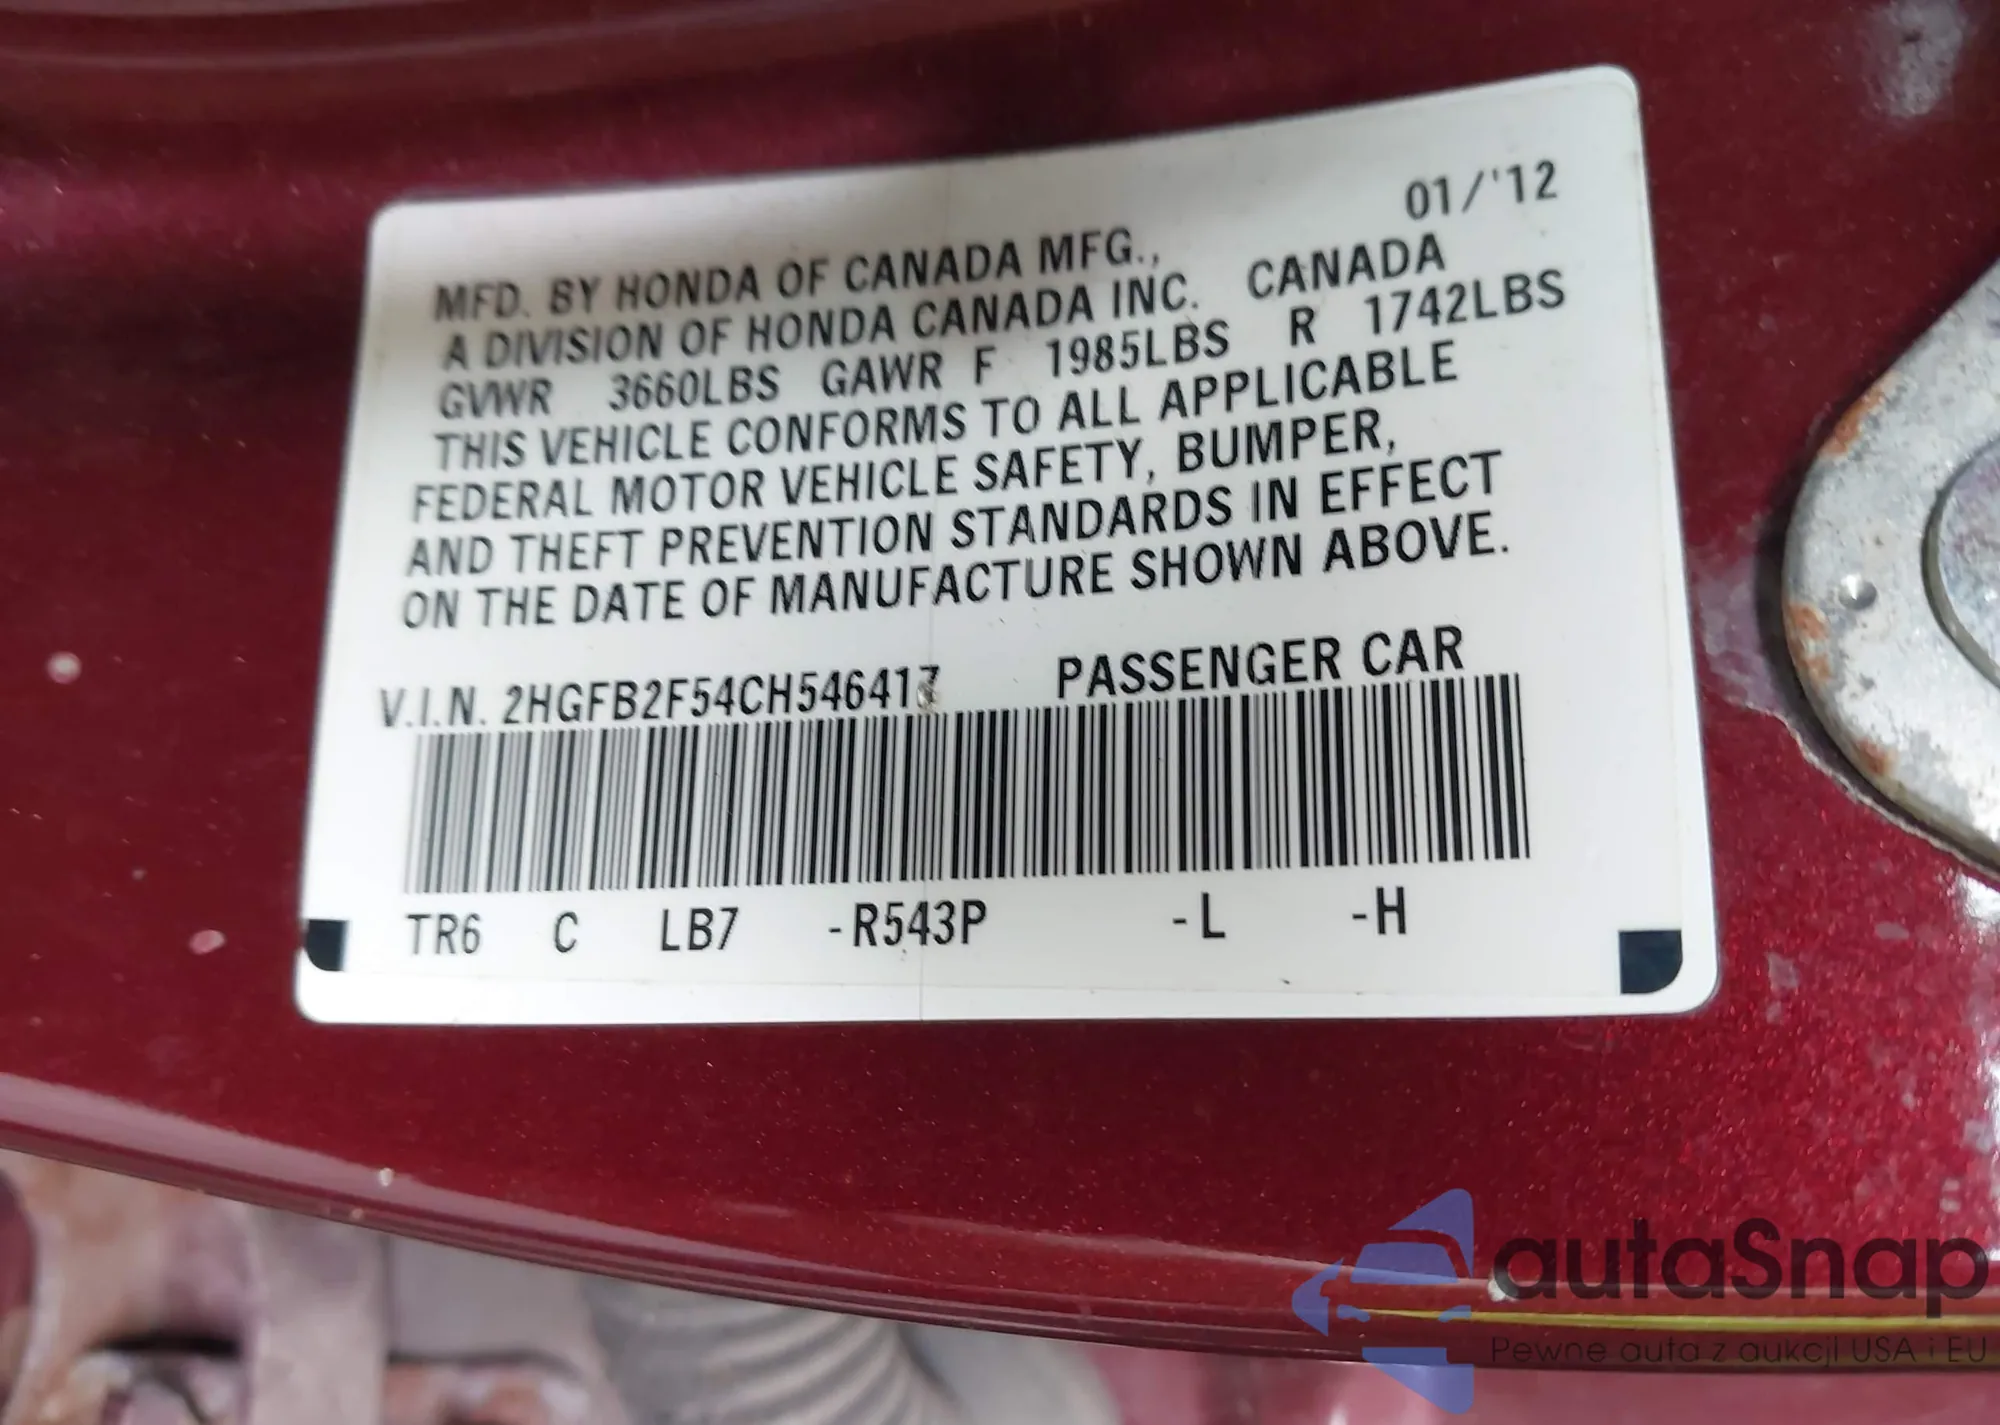 01/'12
MFD. BY HONDA OF CANADA MFG.,
A DIVISION OF HONDA CANADA INC. CANADA
GVWR 3660LBS GAWR F 1985LBS R 1742LBS
THIS VEHICLE CONFORMS TO ALL APPLICABLE
FEDERAL MOTOR VEHICLE SAFETY, BUMPER,
AND THEFT PREVENTION STANDARDS IN EFFECT
ON THE DATE OF MANUFACTURE SHOWN ABOVE.
V.I.N. 2HGFB2F54CH546417 PASSENGER CAR
TR6 C LB7 -R543P -L -H
autaSnap
Pewne auta z aukcji USA i EU